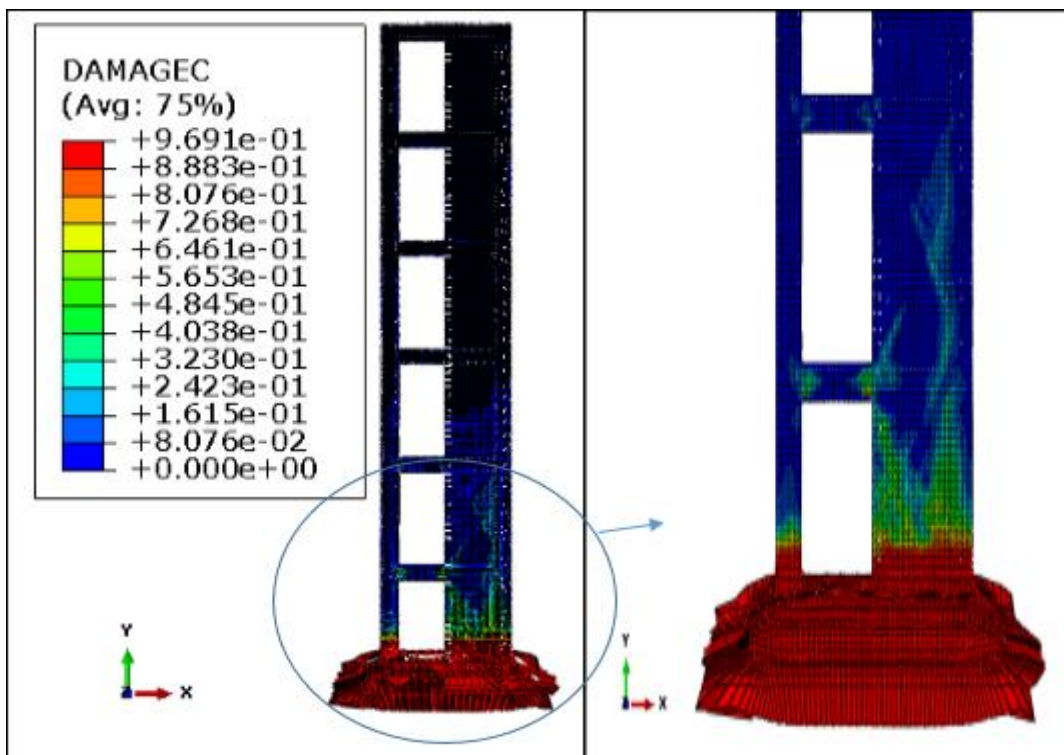 DAMAGEC
(Avg: 75%)
+9.691e-01
+8.883e-01
+8.076e-01
+7.268e-01
+6.461e-01
+5.653e-01
+4.845e-01
+4.038e-01
+3.230e-01
+2.423e-01
+1.615e-01
+8.076e-02
+0.000e+00
Y
X
Y
X